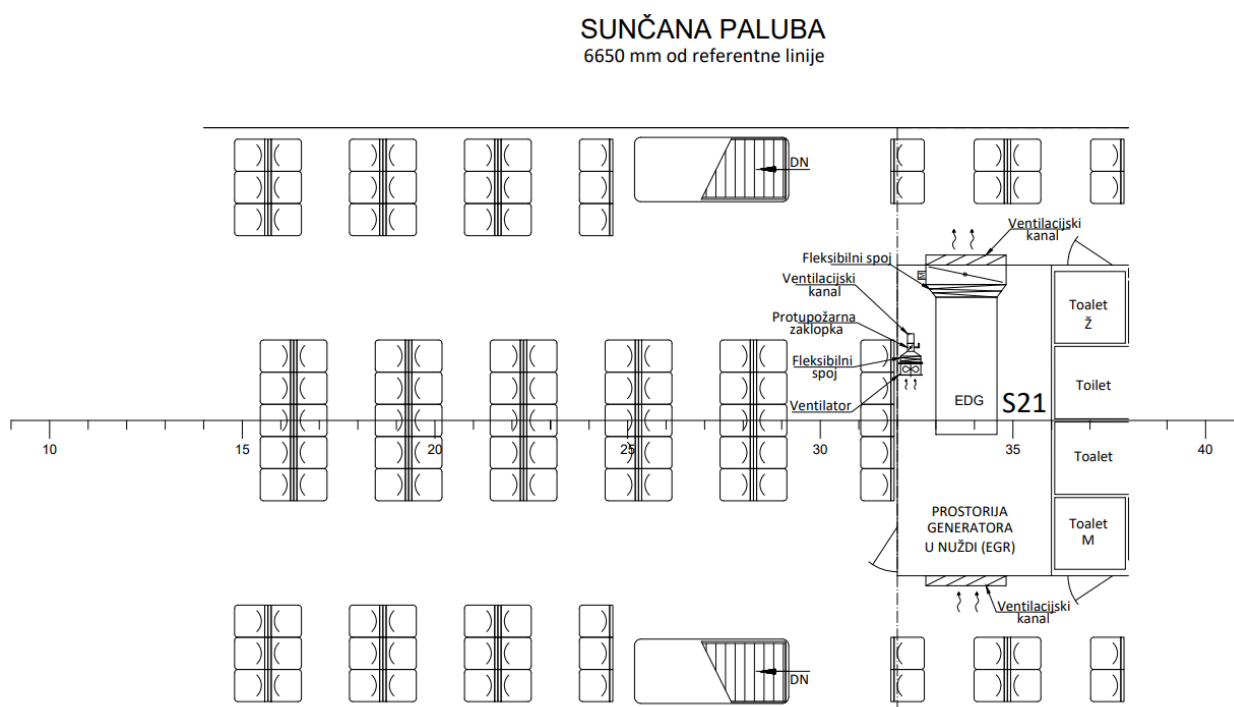 SUNČANA PALUBA
6650 mm od referentne linije
DN
Ventilacijski
kanal
Fleksibilni spoj
M
Ventilacijski
kanal
Protupožarna
zaklopka
Fleksibilni
spoj
Ventilator
EDG
S21
Toalet
Ž
Toilet
10
15
20
25
30
35
40
Toalet
PROSTORIJA
GENERATORA
U NUŽDI (EGR)
Toalet
M
Ventilacijski
kanal
DN